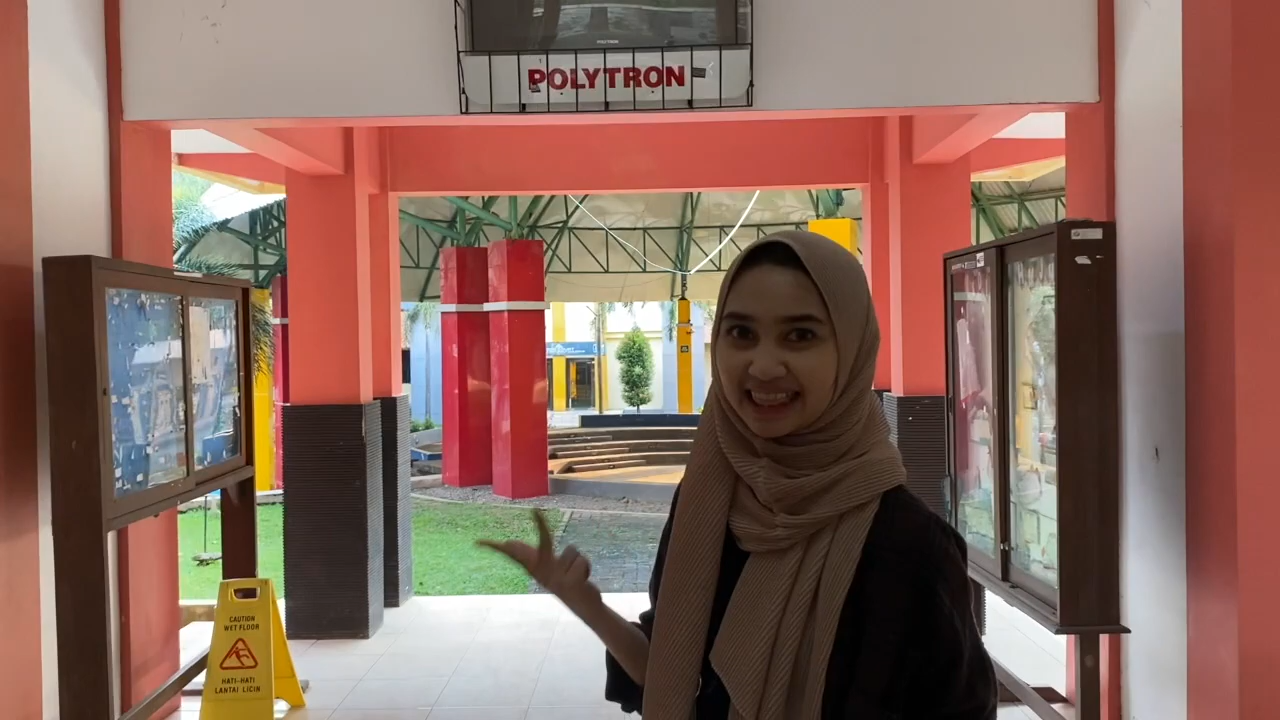 POLYTRON
CAUTION
WET FLOOR
HATI-HATI
LANTAI LICIN